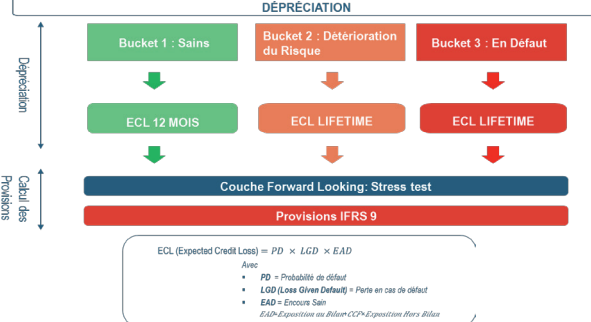 DÉPRÉCIATION
Dépréciation
Bucket 1 : Sains
Bucket 2 : Détérioration
du Risque
Bucket 3 : En Défaut
ECL 12 MOIS
ECL LIFETIME
ECL LIFETIME
Calcul des
Provisions
Couche Forward Looking: Stress test
Provisions IFRS 9
ECL (Expected Credit Loss) = PD × LGD × EAD
Avec
▪ PD = Probabilité de défaut
▪ LGD (Loss Given Default) = Perte en cas de défaut
▪ EAD = Encours Sain
EAD=Exposition au Bilan+CCF*Exposition Hors Bilan